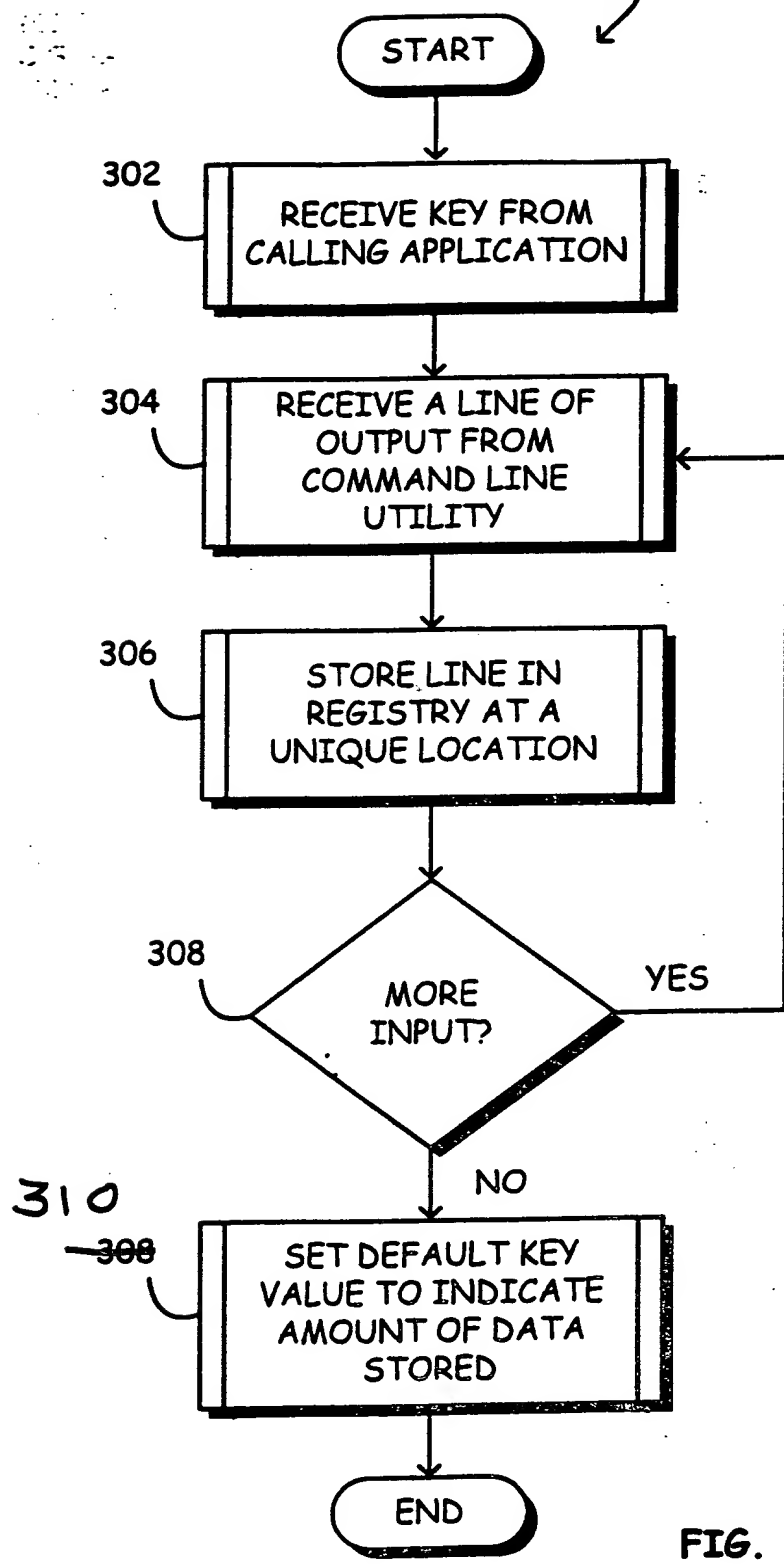 START
302
RECEIVE KEY FROM
CALLING APPLICATION
304
RECEIVE A LINE OF
OUTPUT FROM
COMMAND LINE
UTILITY
306
STORE LINE IN
REGISTRY AT A
UNIQUE LOCATION
308
MORE
INPUT?
YES
NO
310
308
SET DEFAULT KEY
VALUE TO INDICATE
AMOUNT OF DATA
STORED
END
FIG.